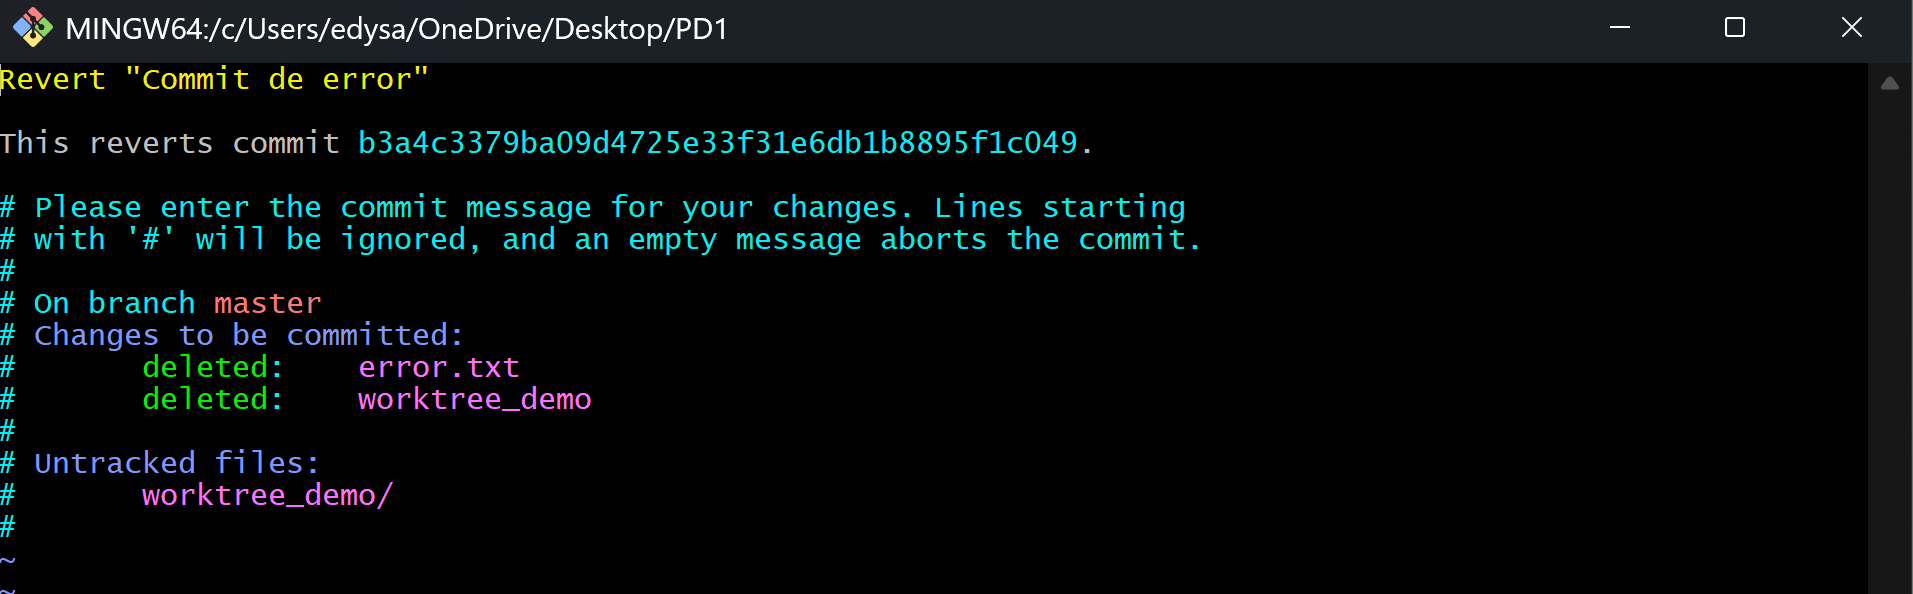 MINGW64:/c/Users/edysa/OneDrive/Desktop/PD1
Revert "Commit de error"
This reverts commit b3a4c3379ba09d4725e33f31e6db1b8895f1c049.
# Please enter the commit message for your changes. Lines starting
# with '#' will be ignored, and an empty message aborts the commit.
#
# On branch master
# Changes to be committed:
#       deleted:    error.txt
#       deleted:    worktree_demo
#
# Untracked files:
#       worktree_demo/
#
~
~